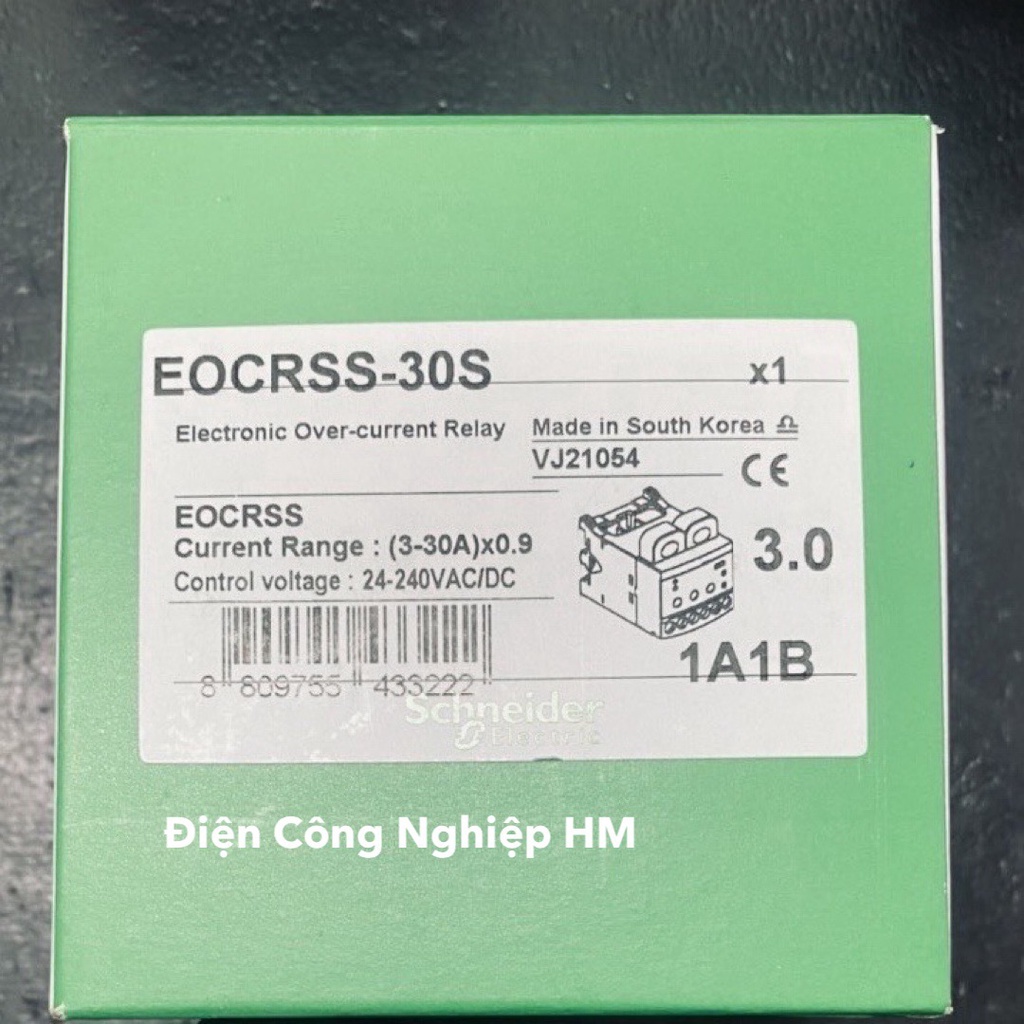 EOCRSS-30S x1
Electronic Over-current Relay
Made in South Korea
VJ21054
CE
EOCRSS
Current Range : (3-30A)x0.9
Control voltage : 24-240VAC/DC
3.0
1A1B
8 809755 433222
Schneider
Electric
Điện Công Nghiệp HM